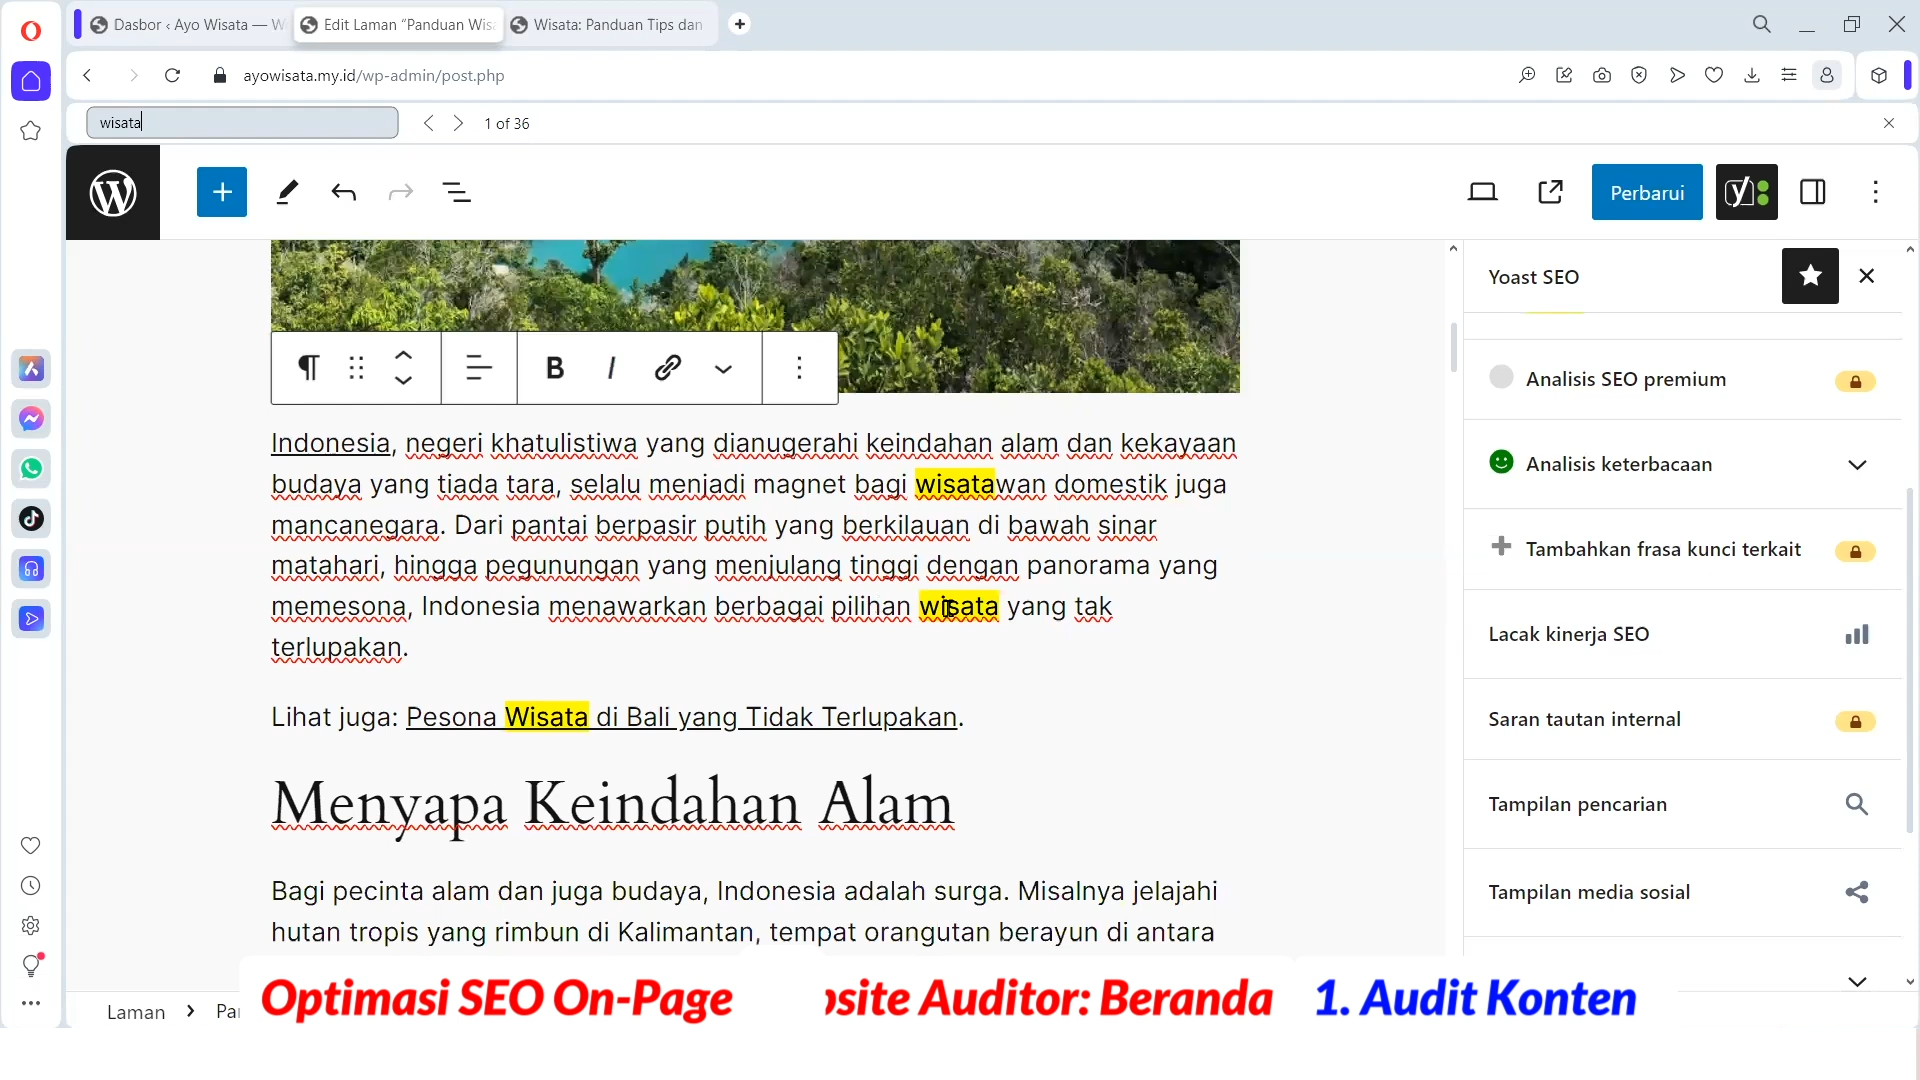 Dasbor ‹ Ayo Wisata — W
Edit Laman “Panduan Wisa
Wisata: Panduan Tips dan
ayowisata.my.id/wp-admin/post.php
wisata
1 of 36
Perbarui
Yoast SEO
Analisis SEO premium
Analisis keterbacaan
Tambahkan frasa kunci terkait
Lacak kinerja SEO
Saran tautan internal
Tampilan pencarian
Tampilan media sosial
Indonesia, negeri khatulistiwa yang dianugerahi keindahan alam dan kekayaan
budaya yang tiada tara, selalu menjadi magnet bagi wisatawan domestik juga
mancanegara. Dari pantai berpasir putih yang berkilauan di bawah sinar
matahari, hingga pegunungan yang menjulang tinggi dengan panorama yang
memesona, Indonesia menawarkan berbagai pilihan wisata yang tak
terlupakan.
Lihat juga: Pesona Wisata di Bali yang Tidak Terlupakan.
Menyapa Keindahan Alam
Bagi pecinta alam dan juga budaya, Indonesia adalah surga. Misalnya jelajahi
hutan tropis yang rimbun di Kalimantan, tempat orangutan berayun di antara
Laman
Optimasi SEO On-Page
site Auditor: Beranda
1. Audit Konten